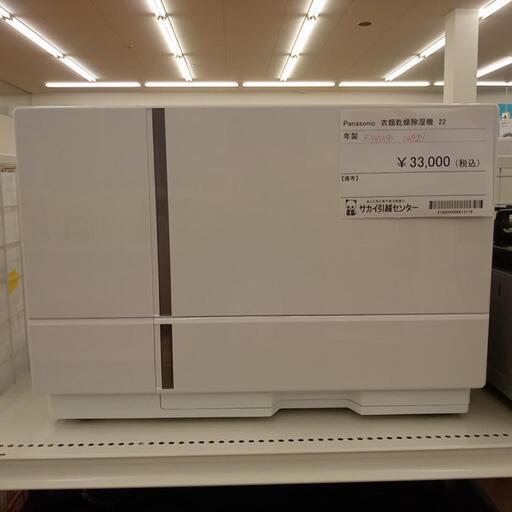 Panasonic 衣類乾燥除湿機 22
年製
￥33,000（税込）
【備考】
サカイ引越センター